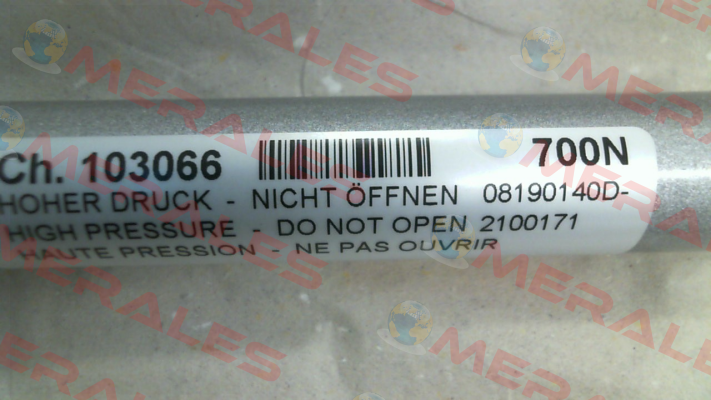 Ch. 103066 700N
HOHER DRUCK - NICHT ÖFFNEN 08190140D-
HIGH PRESSURE - DO NOT OPEN 2100171
HAUTE PRESSION - NE PAS OUVRIR
MERALES
MERALES
MERALES
MERALES
MERALES